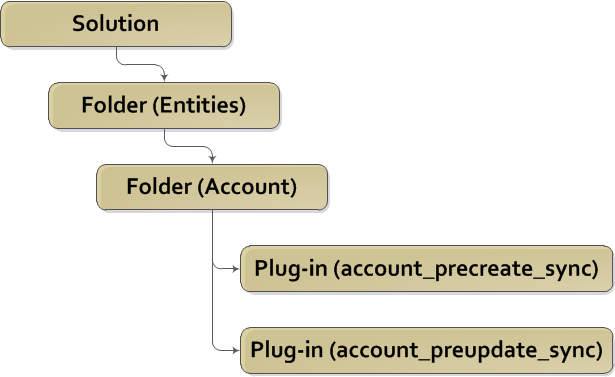 Solution
Folder (Entities)
Folder (Account)
Plug-in (account_precreate_sync)
Plug-in (account_preupdate_sync)